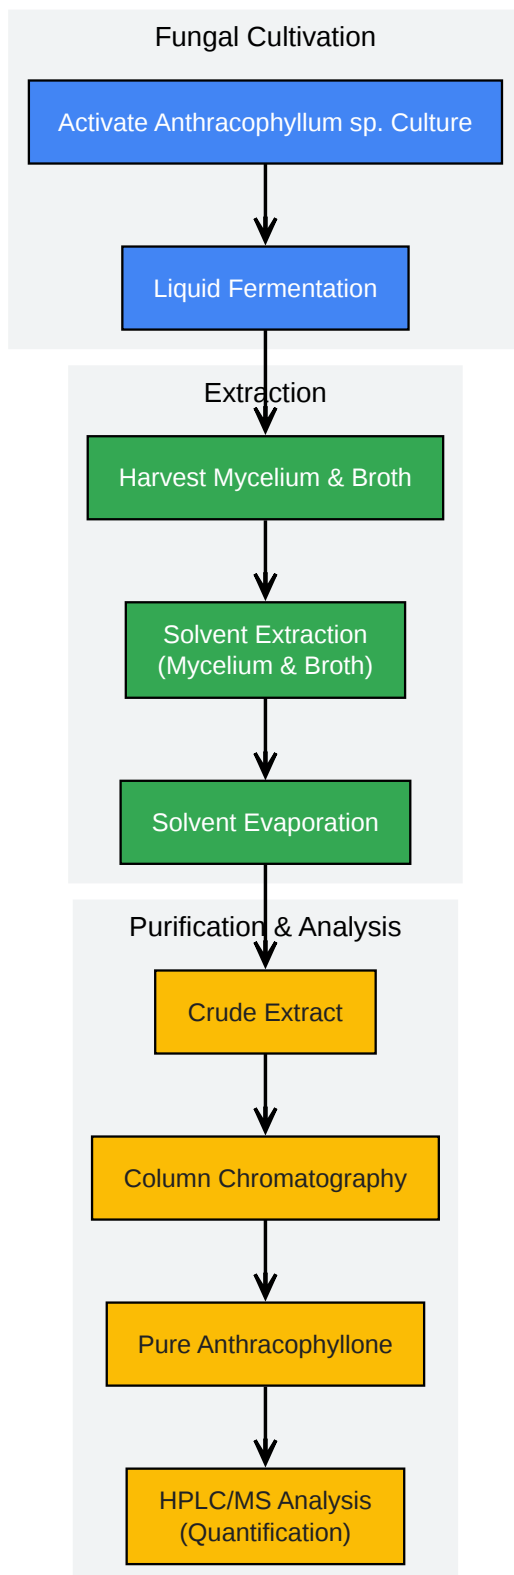 Fungal Cultivation
Activate Anthracophyllum sp. Culture
Liquid Fermentation
Extraction
Harvest Mycelium & Broth
Solvent Extraction
(Mycelium & Broth)
Solvent Evaporation
Purification & Analysis
Crude Extract
Column Chromatography
Pure Anthracophyllone
HPLC/MS Analysis
(Quantification)